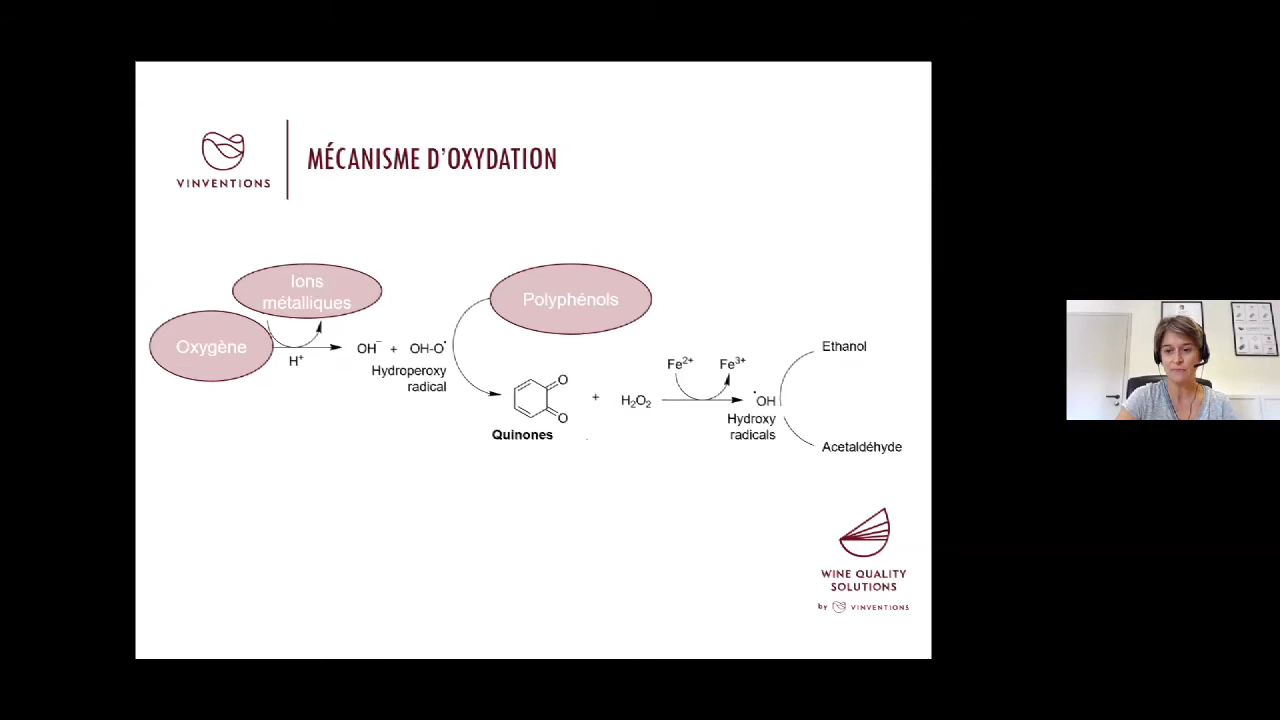 VINVENTIONS
MÉCANISME D'OXYDATION
Ions
métalliques
Oxygène
H⁺
OH⁻ + OH-O•
Hydroperoxy
radical
Polyphénols
O
O
Quinones
+
H₂O₂
Fe²⁺
Fe³⁺
•OH
Hydroxy
radicals
Ethanol
Acetaldéhyde
WINE QUALITY
SOLUTIONS
by VINVENTIONS